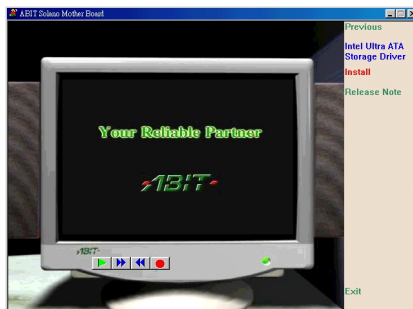 ABIT Solano Mother Board
Previous
Intel Ultra ATA
Storage Driver
Install
Release Note
Your Reliable Partner
ABIT
ABIT
Exit